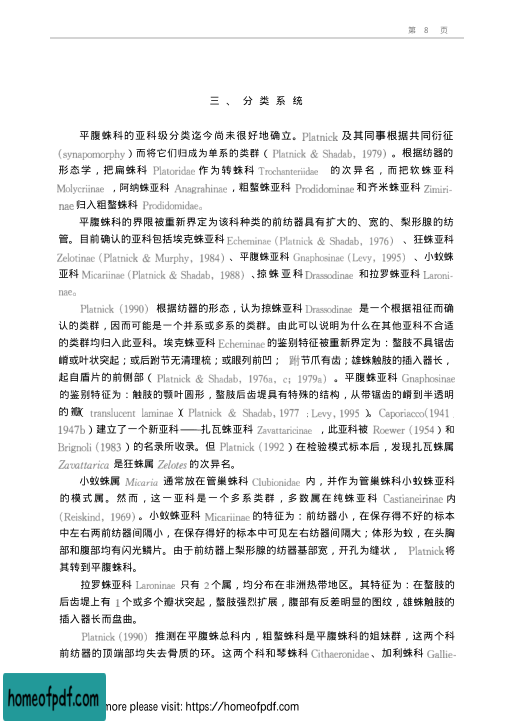 第 8 页
三、分类系统
平腹蛛科的亚科级分类迄今尚未很好地确立。Platnick 及其同事根据共同衍征
(synapomorphy) 而将它们归成为单系的类群（Platnick & Shadab, 1979）。根据纺器的
形态学，把扁蛛科 Platoridae 作为转蛛科 Trochanteriidae 的次异名，而把软蛛亚科
Molycriinae ，阿纳蛛亚科 Anagrahinae，粗螯蛛亚科 Prodidominae 和齐米蛛亚科 Zimiri-
nae 归入粗螯蛛科 Prodidomidae。
平腹蛛科的界限被重新界定为该科种类的前纺器具有扩大的、宽的、梨形腺的纺
管。目前确认的亚科包括埃克蛛亚科 Echeminae (Platnick & Shadab, 1976) 、狂蛛亚科
Zelotinae (Platnick & Murphy, 1984)、平腹蛛亚科 Gnaphosinae (Levy, 1995) 、小蚁蛛
亚科 Micariinae (Platnick & Shadab, 1988) 、掠蛛亚科 Drassodinae 和拉罗蛛亚科 Laroni-
nae。
Platnick (1990) 根据纺器的形态，认为掠蛛亚科 Drassodinae 是一个根据祖征而确
认的类群，因而可能是一个并系或多系的类群。由此可以说明为什么在其他亚科不合适
的类群均归入此亚科。埃克蛛亚科 Echeminae 的鉴别特征被重新界定为：螯肢不具锯齿
嵴或叶状突起；或后跗节无清理梳；或眼列前凹； 跗节爪有齿；雄蛛触肢的插入器长，
起自盾片的前侧部（ Platnick & Shadab, 1976a, c; 1979a）。平腹蛛亚科 Gnaphosinae
的鉴别特征为：触肢的颚叶圆形，螯肢后齿堤具有特殊的结构，从带锯齿的嵴到半透明
的瓣( translucent laminae )( Platnick & Shadab, 1977 ; Levy, 1995 )。Caporiacco(1941
1947b) 建立了一个新亚科——扎瓦蛛亚科 Zavattaricinae ，此亚科被 Roewer (1954) 和
Brignoli (1983) 的名录所收录。但 Platnick (1992) 在检验模式标本后，发现扎瓦蛛属
Zavattarica 是狂蛛属 Zelotes 的次异名。
小蚁蛛属 Micaria 通常放在管巢蛛科 Clubionidae 内，并作为管巢蛛科小蚁蛛亚科
的模式属。然而，这一亚科是一个多系类群，多数属在纯蛛亚科 Castianeirinae 内
(Reiskind, 1969)。小蚁蛛亚科 Micariinae 的特征为：前纺器小，在保存得不好的标本
中左右两前纺器间隔小，在保存得好的标本中可见左右纺器间隔大；体形为蚁，在头胸
部和腹部均有闪光鳞片。由于前纺器上梨形腺的纺器基部宽，开孔为缝状， Platnick 将
其转到平腹蛛科。
拉罗蛛亚科 Laroninae 只有 2 个属，均分布在非洲热带地区。其特征为：在螯肢的
后齿堤上有 1 个或多个瓣状突起，螯肢强烈扩展，腹部有反差明显的图纹，雄蛛触肢的
插入器长而盘曲。
Platnick (1990) 推测在平腹蛛总科内，粗螯蛛科是平腹蛛科的姐妹群，这两个科
前纺器的顶端部均失去骨质的环。这两个科和琴蛛科 Cithaeronidae 、加利蛛科 Gallie-
homeofpdf.com
more please visit: https://homeofpdf.com